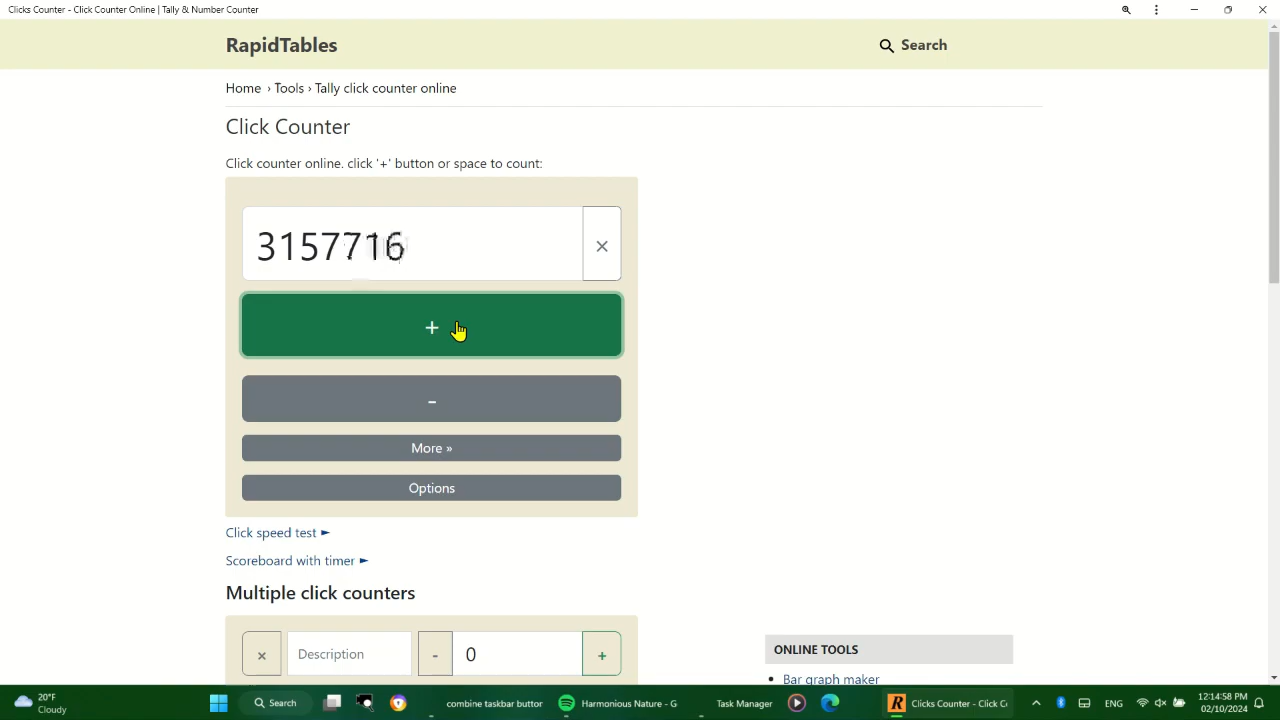 Clicks Counter - Click Counter Online | Tally & Number Counter
RapidTables
Search
Home › Tools › Tally click counter online
Click Counter
Click counter online. click '+' button or space to count:
3157716
×
+
-
More »
Options
Click speed test ►
Scoreboard with timer ►
Multiple click counters
× Description - 0 +
ONLINE TOOLS
• Bar graph maker
20°F
Cloudy
Search
combine taskbar buttor
Harmonious Nature - G
Task Manager
Clicks Counter - Click Co
ENG
12:14:58 PM
02/10/2024